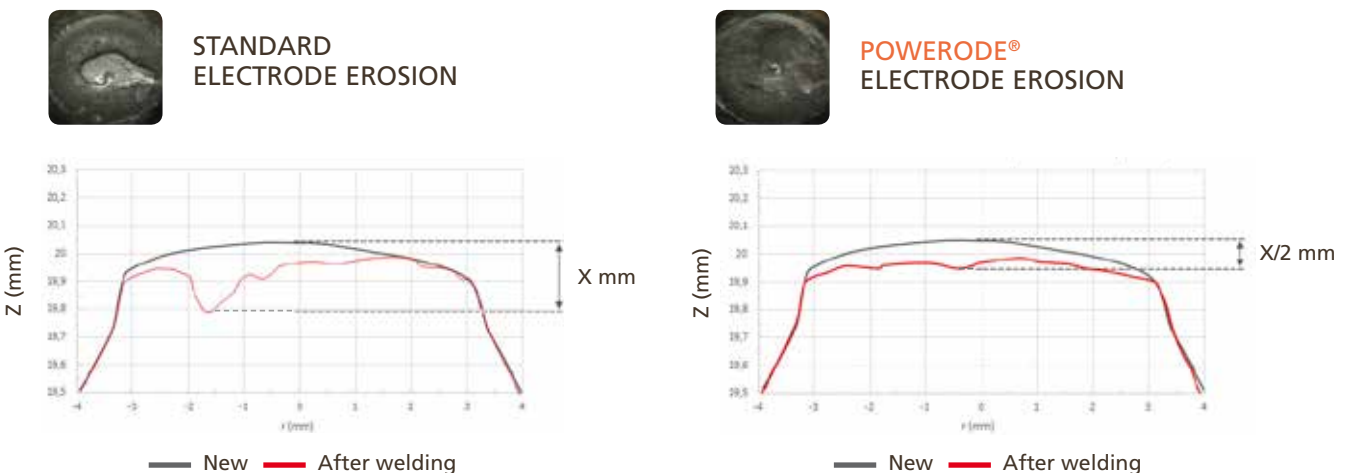 STANDARD
ELECTRODE EROSION
Z (mm)
20,3
20,2
20,1
20
19,9
19,8
19,7
19,6
19,5
-4 -3 -2 -1 0 1 2 3 4
r (mm)
X mm
New After welding
POWERODE®
ELECTRODE EROSION
Z (mm)
20,3
20,2
20,1
20
19,9
19,8
19,7
19,6
19,5
-4 -3 -2 -1 0 1 2 3 4
r (mm)
X/2 mm
New After welding